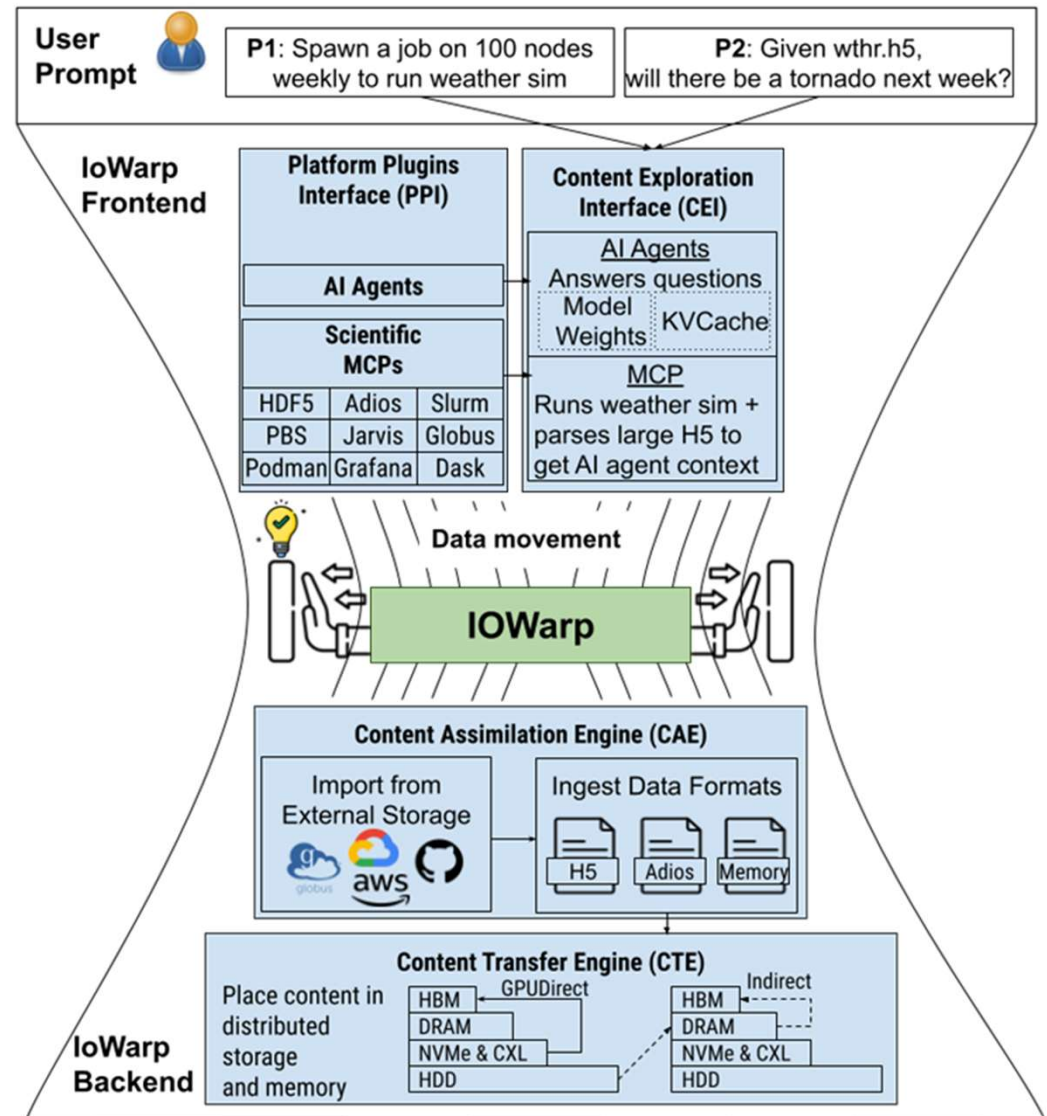 User
Prompt
P1: Spawn a job on 100 nodes
weekly to run weather sim
P2: Given wthr.h5,
will there be a tornado next week?
IoWarp
Frontend
Platform Plugins
Interface (PPI)
AI Agents
Scientific
MCPs
HDF5 Adios Slurm
PBS Jarvis Globus
Podman Grafana Dask
Content Exploration
Interface (CEI)
AI Agents
Answers questions
Model
Weights
KVCache
MCP
Runs weather sim +
parses large H5 to
get AI agent context
Data movement
IOWarp
Content Assimilation Engine (CAE)
Import from
External Storage
g
globus
aws
Ingest Data Formats
H5
Adios
Memory
Content Transfer Engine (CTE)
Place content in
distributed
storage
and memory
HBM
GPUDirect
DRAM
NVMe & CXL
HDD
HBM
Indirect
DRAM
NVMe & CXL
HDD
IoWarp
Backend